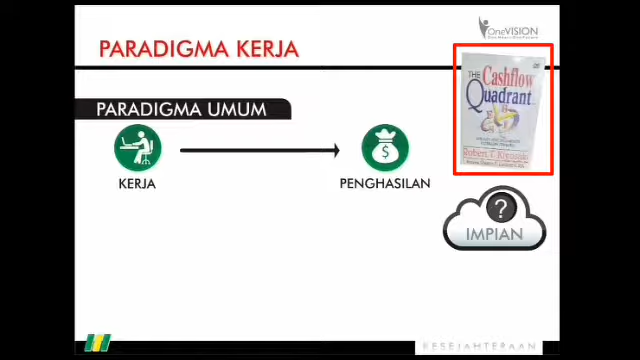 OneVISION
PARADIGMA KERJA
THE Cashflow
Quadrant
Robert T. Kiyosaki
PARADIGMA UMUM
$
KERJA
PENGHASILAN
?
IMPIAN
KESEJAHTERAAN